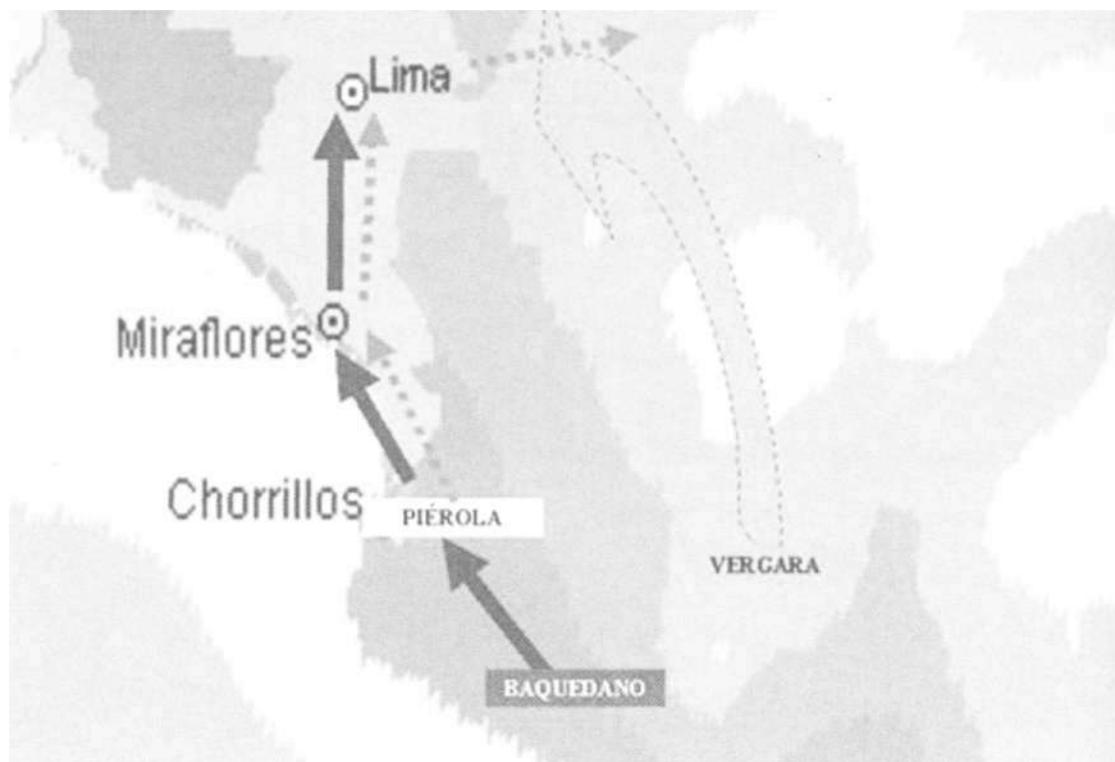 Lima
Miraflores
Chorrillos
PIÉROLA
VERGARA
BAQUEDANO